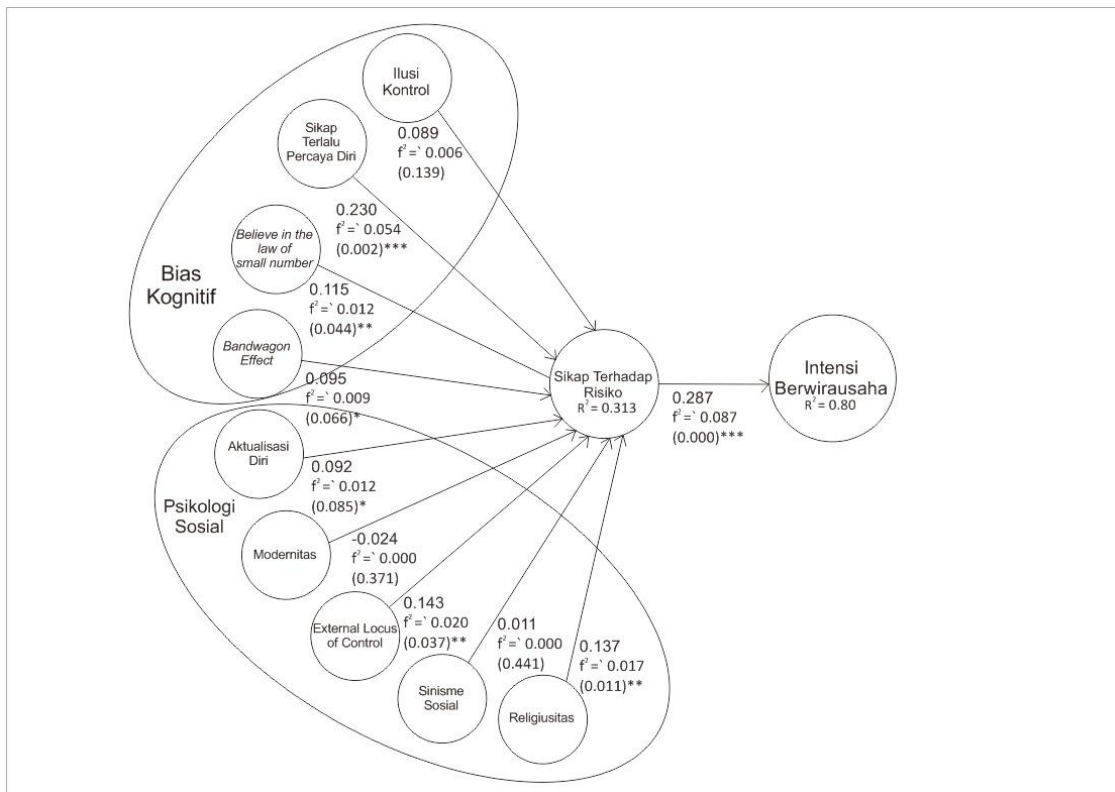 Ilusi
Kontrol
0.089
f² =` 0.006
(0.139)
Sikap
Terlalu
Percaya Diri
0.230
f² =` 0.054
(0.002)***
Believe in the
law of
small number
0.115
f² =` 0.012
(0.044)**
Bias
Kognitif
Bandwagon
Effect
0.095
f² =` 0.009
(0.066)*
Sikap Terhadap
Risiko
R² = 0.313
0.287
f² =` 0.087
(0.000)***
Intensi
Berwirausaha
R² = 0.80
Aktualisasi
Diri
0.092
f² =` 0.012
(0.085)*
Psikologi
Sosial
Modernitas
-0.024
f² =` 0.000
(0.371)
External Locus
of Control
0.143
f² =` 0.020
(0.037)**
Sinisme
Sosial
0.011
f² =` 0.000
(0.441)
Religiusitas
0.137
f² =` 0.017
(0.011)**